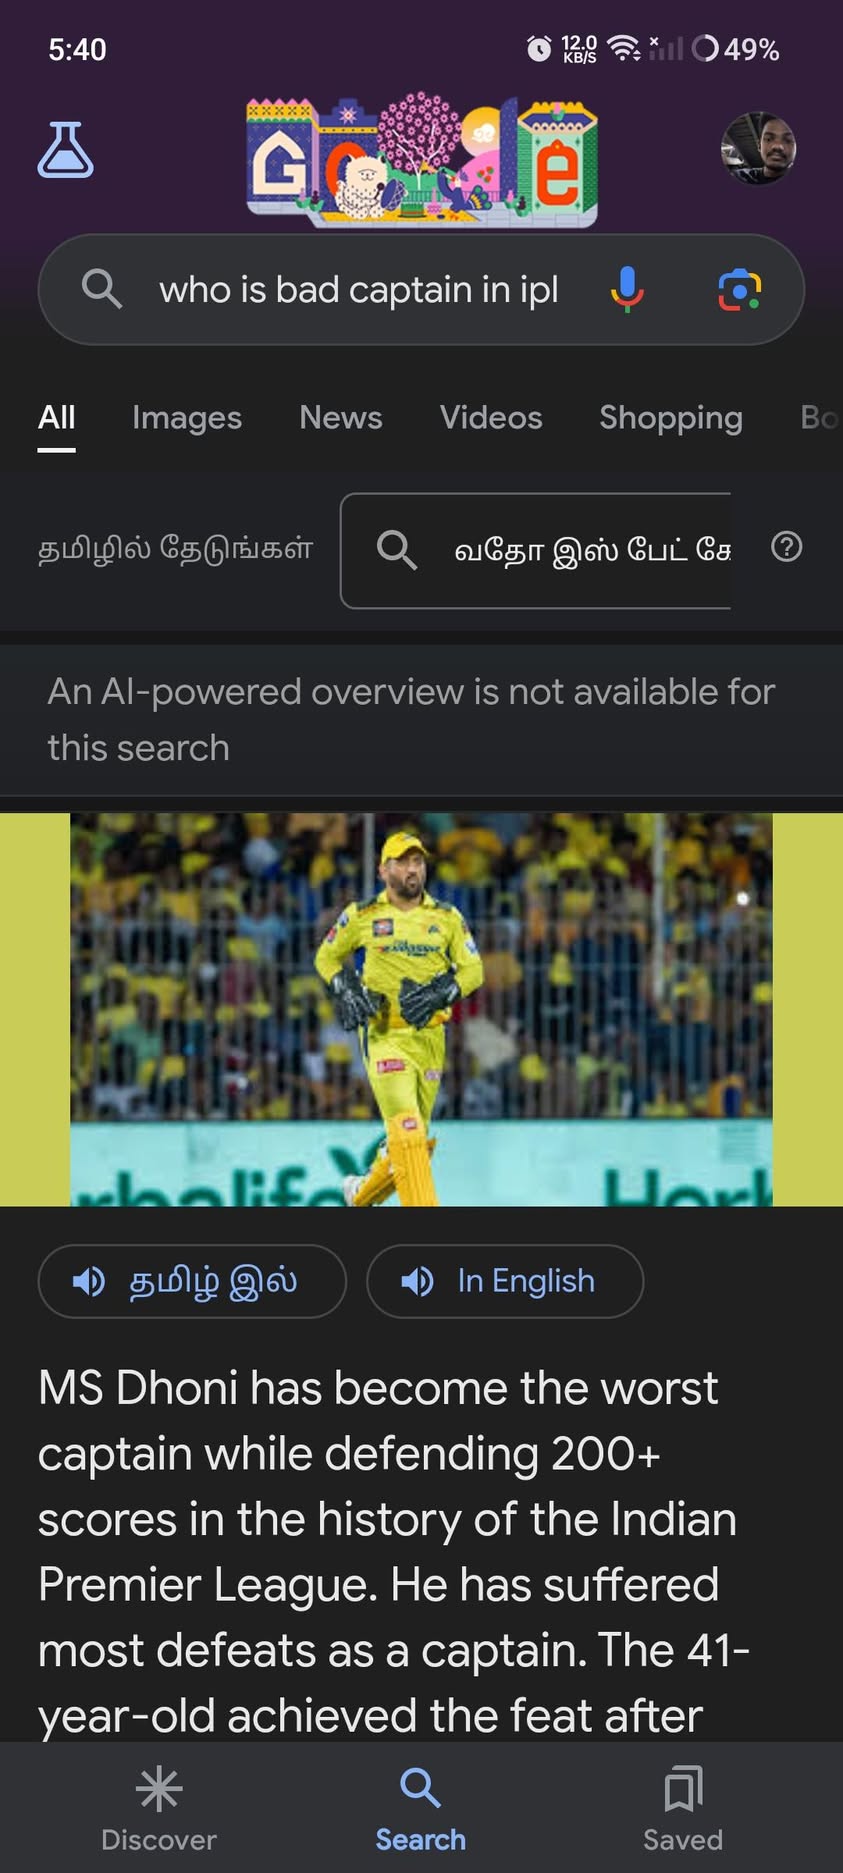 5:40
12.0
KB/S
49%
who is bad captain in ipl
All Images News Videos Shopping Bo
தமிழில் தேடுங்கள்
வதோ இஸ் பேட் கே
An AI-powered overview is not available for
this search
தமிழ் இல்
In English
MS Dhoni has become the worst
captain while defending 200+
scores in the history of the Indian
Premier League. He has suffered
most defeats as a captain. The 41-
year-old achieved the feat after
Discover Search Saved